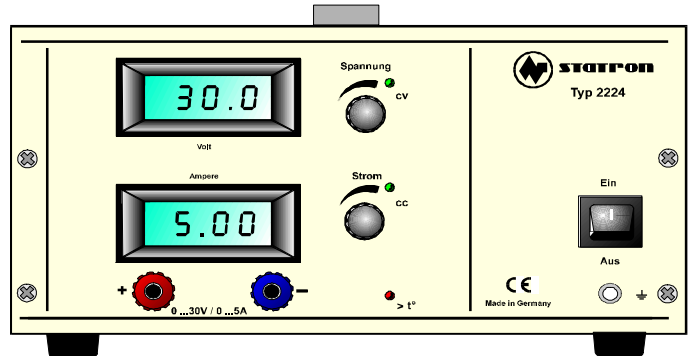 30.0
Volt
Ampere
5.00
+
−
0 ...30V / 0 ...5A
Spannung
CV
Strom
CC
> t°
STATRON
Typ 2224
Ein
I
Aus
CE
Made in Germany